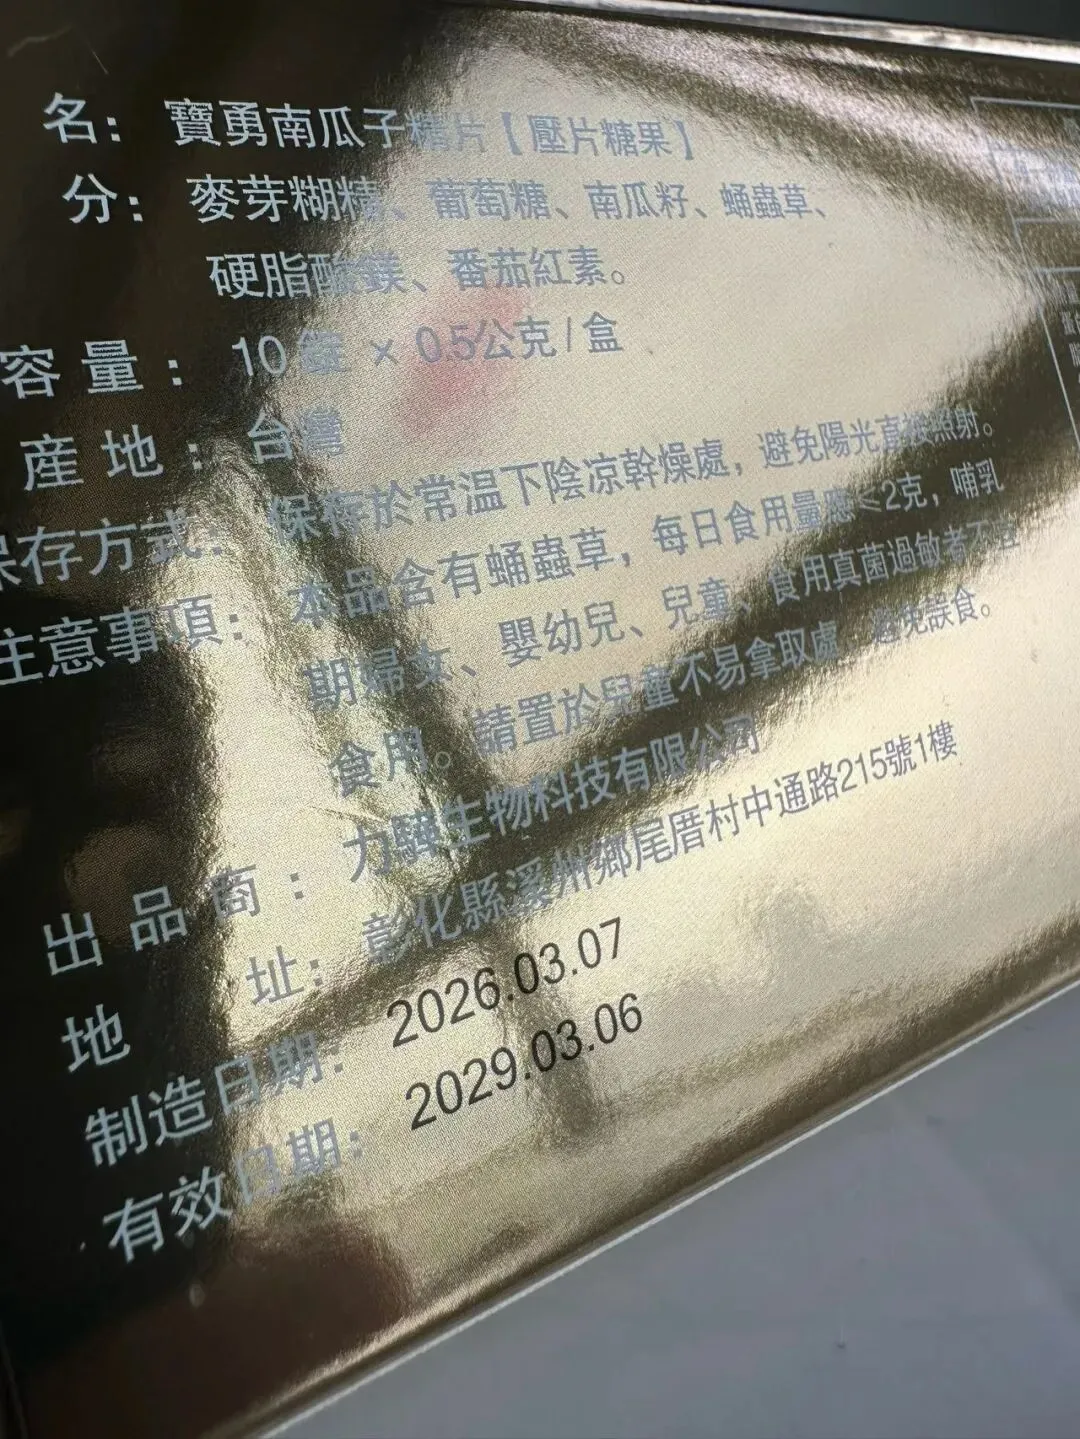 名：寶勇南瓜子糖片【壓片糖果】
分：麥芽糊精、葡萄糖、南瓜籽、蛹蟲草、
硬脂酸鎂、番茄紅素。
容量：10錠 × 0.5公克/盒
産地：台灣
保存方式：保存於常温下陰凉幹燥處，避免陽光直接照射。
注意事項：本品含有蛹蟲草，每日食用量應≤2克，哺乳
期婦女、嬰幼兒、兒童、食用真菌過敏者不宜
食用。請置於兒童不易拿取處，避免誤食。
出品商：力驊生物科技有限公司
地址：彰化縣溪州鄉尾厝村中通路215號1樓
制造日期：2026.03.07
有效日期：2029.03.06